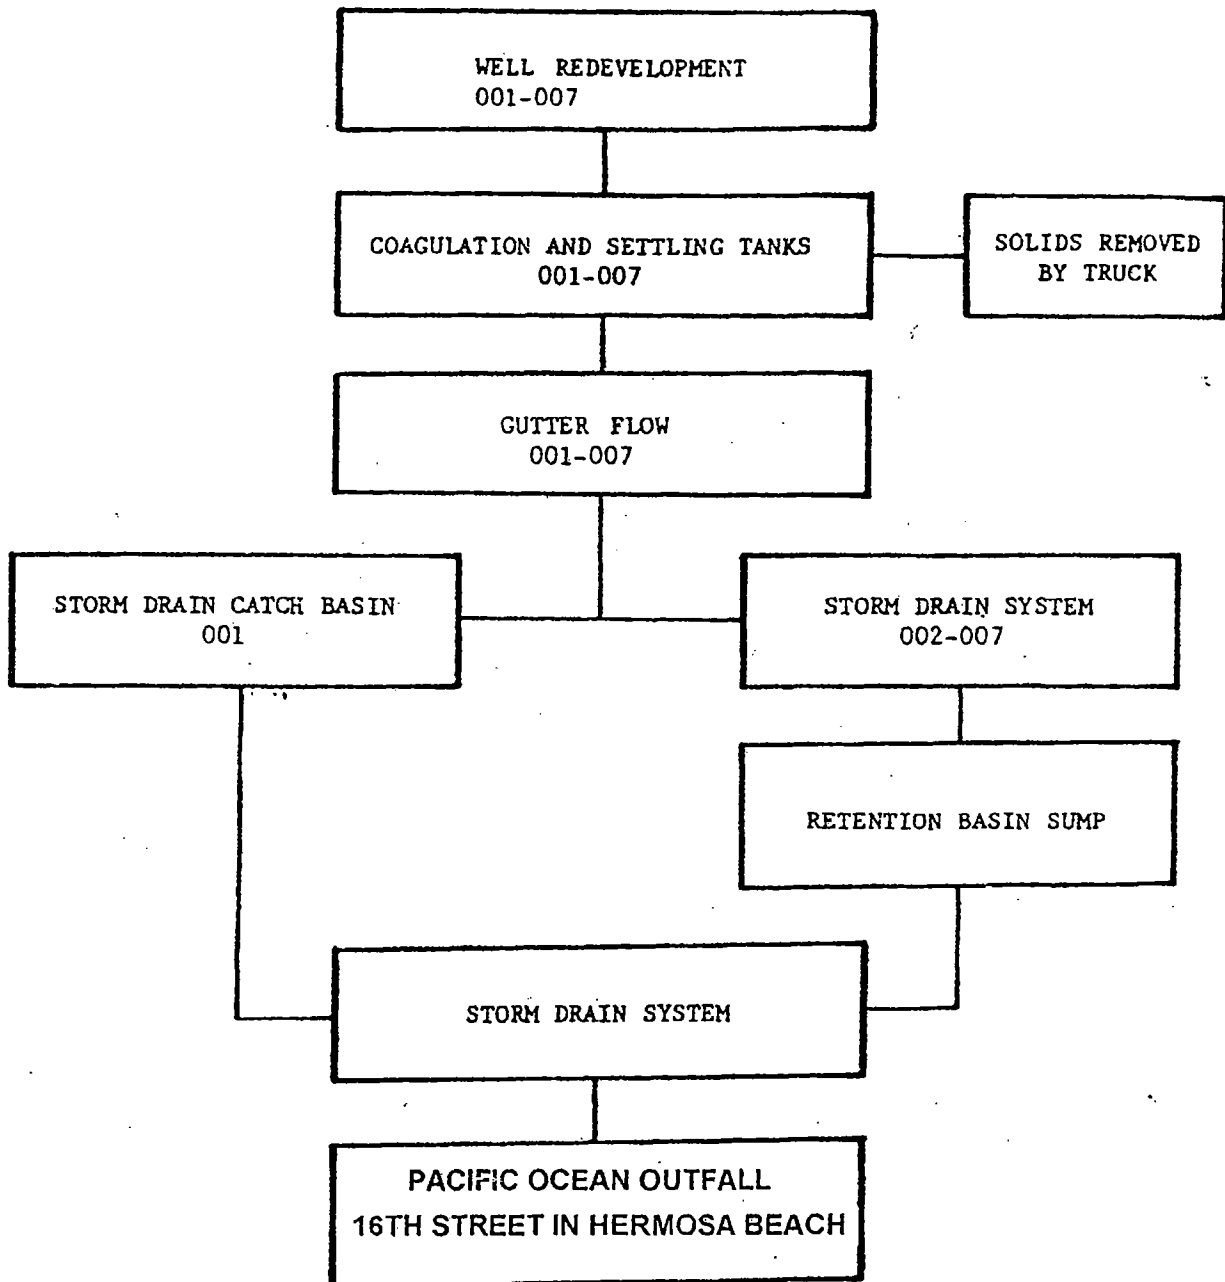 WELL REDEVELOPMENT
001-007
COAGULATION AND SETTLING TANKS
001-007
SOLIDS REMOVED
BY TRUCK
GUTTER FLOW
001-007
STORM DRAIN CATCH BASIN
001
STORM DRAIN SYSTEM
002-007
RETENTION BASIN SUMP
STORM DRAIN SYSTEM
PACIFIC OCEAN OUTFALL
16TH STREET IN HERMOSA BEACH